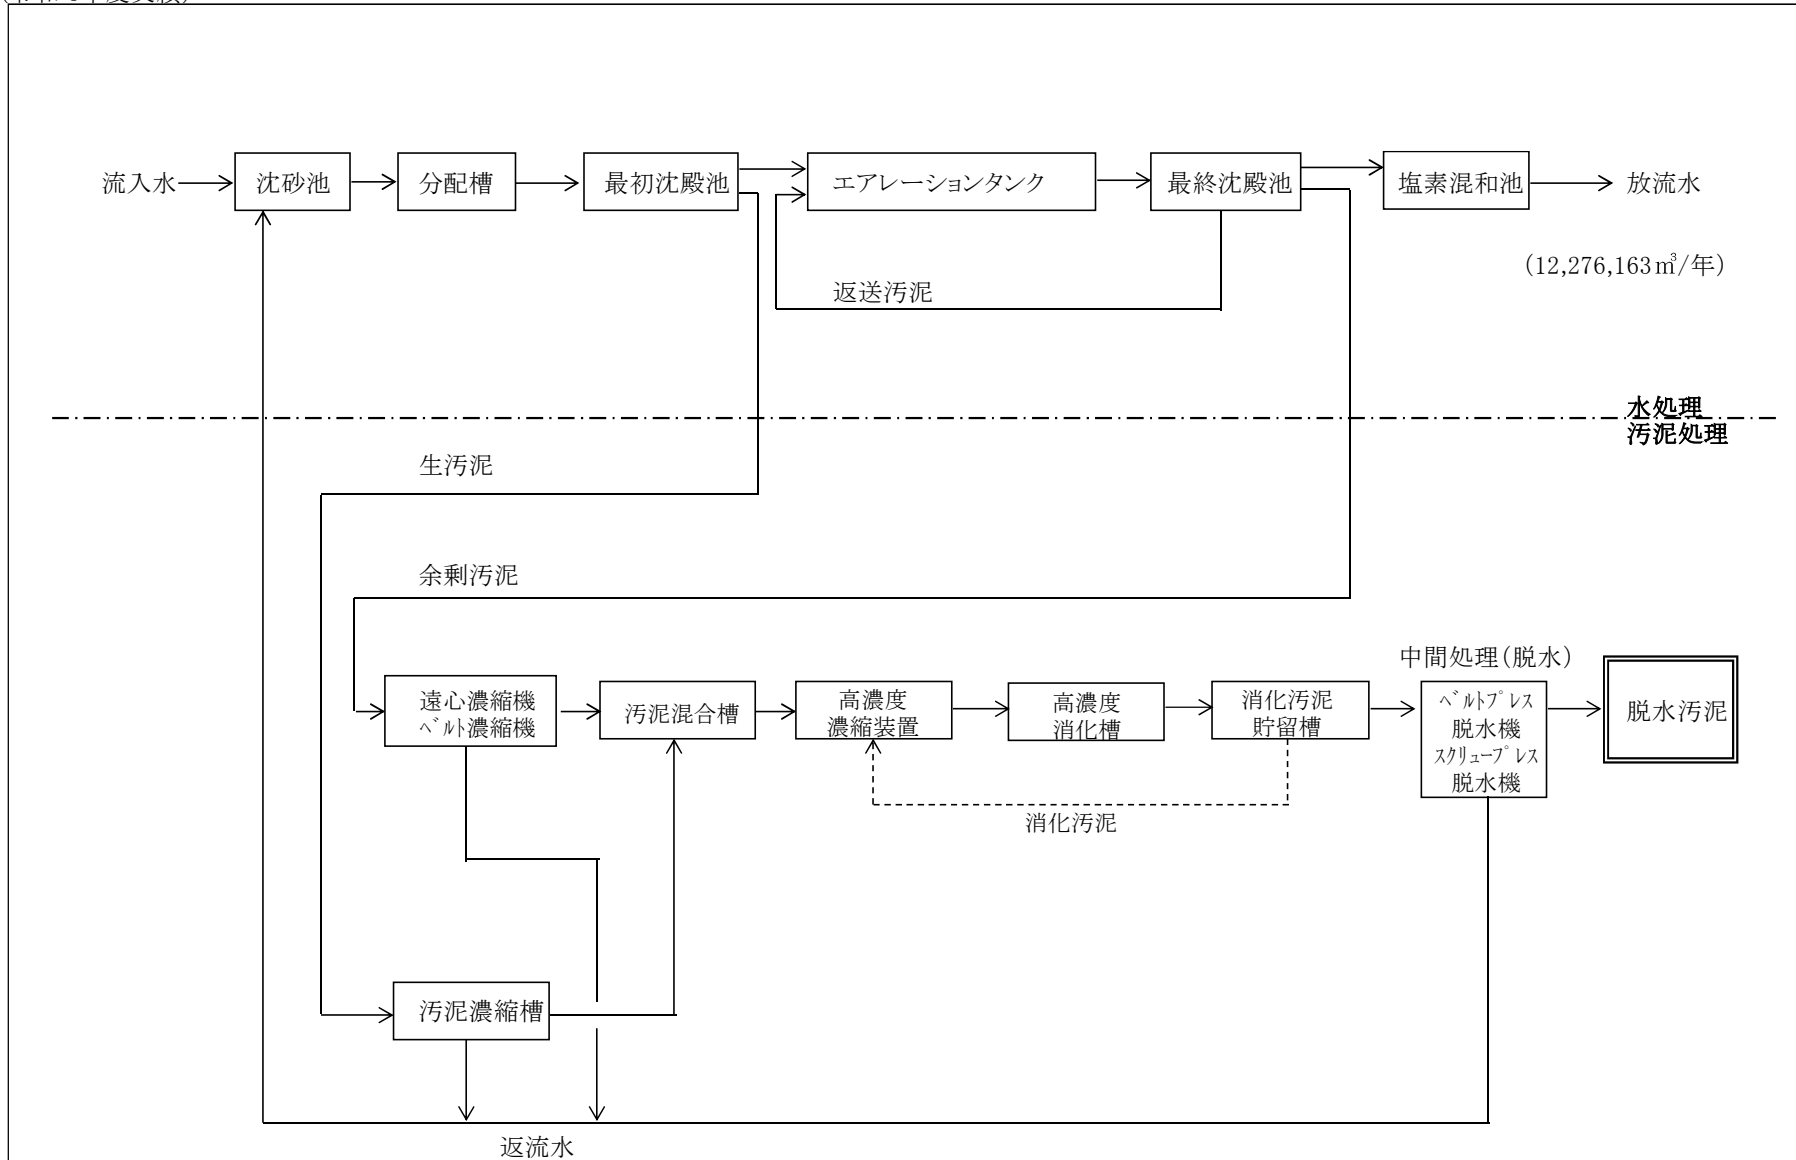 流入水
沈砂池
分配槽
最初沈殿池
エアレーションタンク
最終沈殿池
塩素混和池
放流水
(12,276,163㎥/年)
返送汚泥
水処理
汚泥処理
生汚泥
余剰汚泥
中間処理(脱水)
遠心濃縮機
ﾍﾞﾙﾄ濃縮機
汚泥混合槽
高濃度
濃縮装置
高濃度
消化槽
消化汚泥
貯留槽
ﾍﾞﾙﾄﾌﾟﾚｽ
脱水機
ｽｸﾘｭｰﾌﾟﾚｽ
脱水機
脱水汚泥
消化汚泥
汚泥濃縮槽
返流水